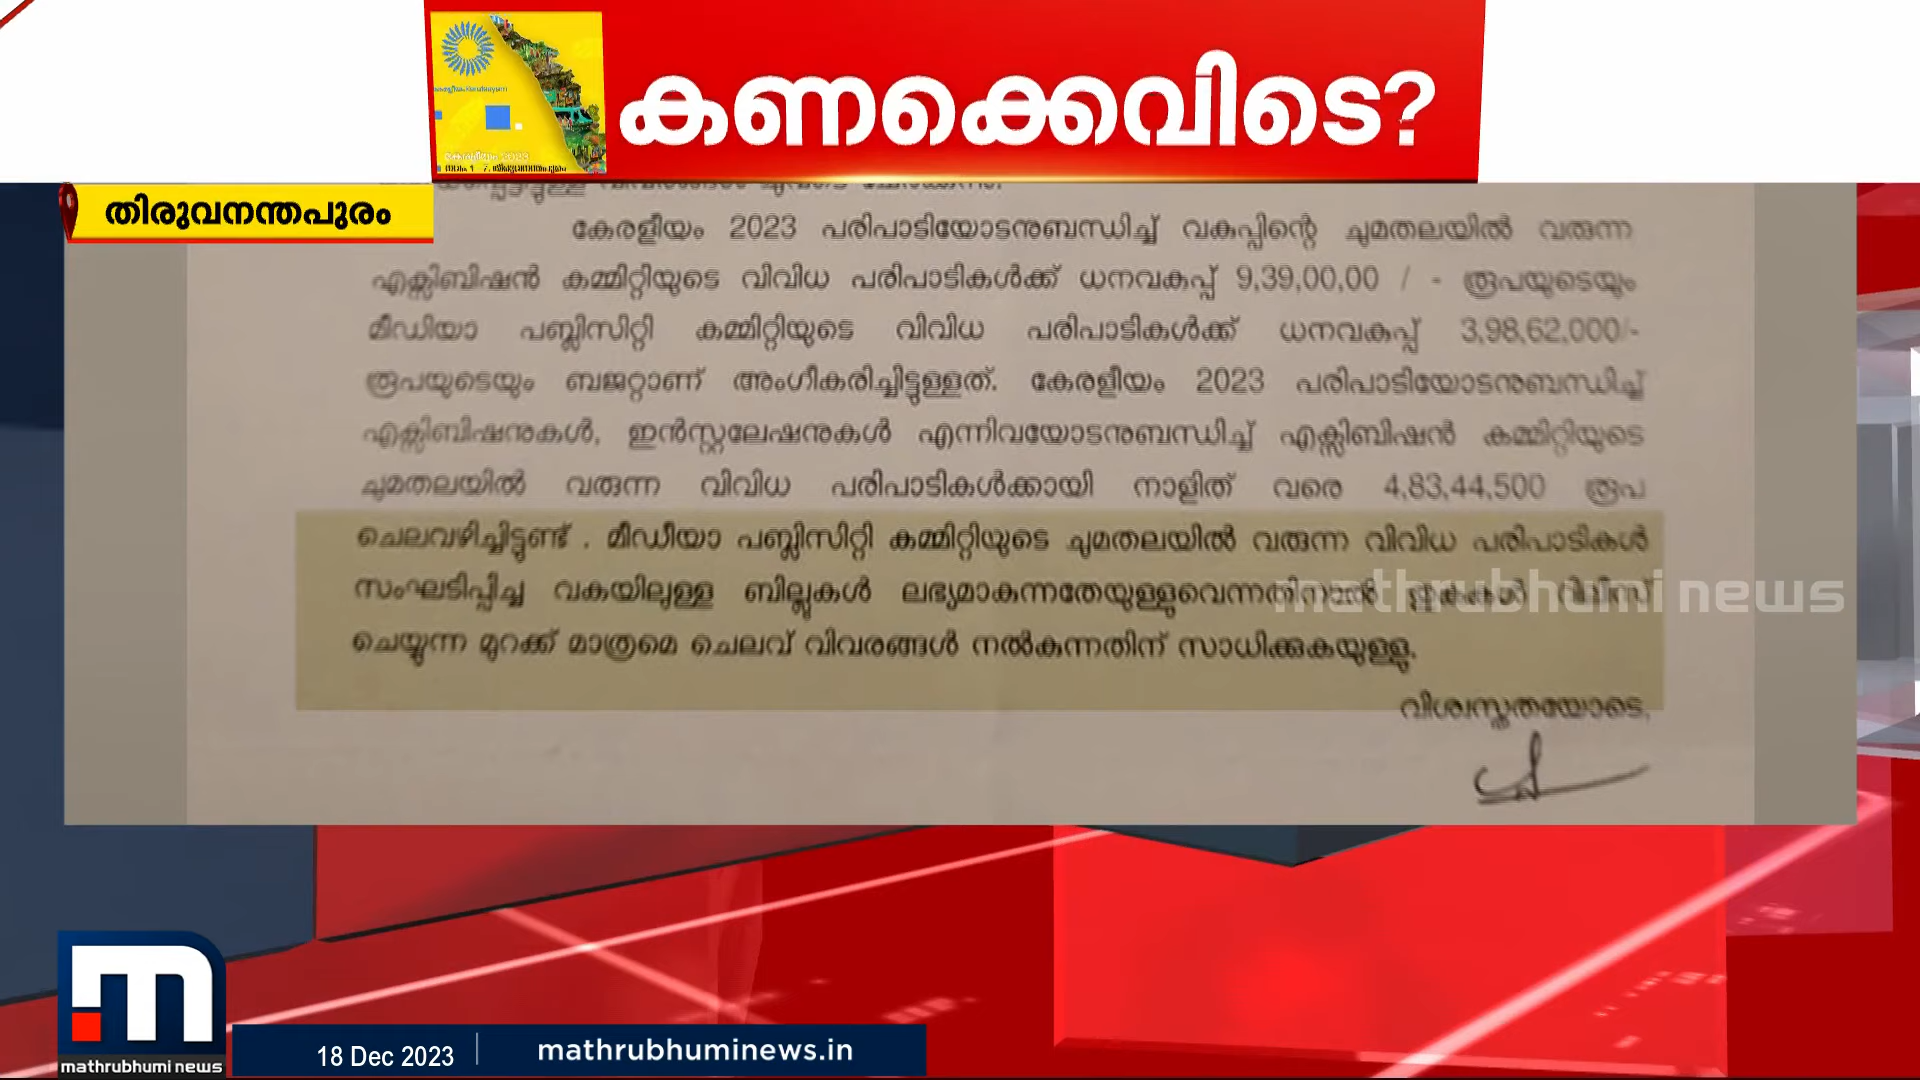 കണക്കെവിടെ?
തിരുവനന്തപുരം
കേരളീയം 2023 പരിപാടിയോടനുബന്ധിച്ച് വകുപ്പിന്റെ ചുമതലയിൽ വരുന്ന
എക്സിബിഷൻ കമ്മിറ്റിയുടെ വിവിധ പരിപാടികൾക്ക് ധനവകുപ്പ് 9,39,00,00 / - രൂപയുടെയും
മീഡിയാ പബ്ലിസിറ്റി കമ്മിറ്റിയുടെ വിവിധ പരിപാടികൾക്ക് ധനവകുപ്പ് 3,98,62,000/-
രൂപയുടെയും ബജറ്റാണ് അംഗീകരിച്ചിട്ടുള്ളത്. കേരളീയം 2023 പരിപാടിയോടനുബന്ധിച്ച്
എക്സിബിഷനുകൾ, ഇൻസ്റ്റലേഷനുകൾ എന്നിവയോടനുബന്ധിച്ച് എക്സിബിഷൻ കമ്മിറ്റിയുടെ
ചുമതലയിൽ വരുന്ന വിവിധ പരിപാടികൾക്കായി നാളിത് വരെ 4,83,44,500 രൂപ
ചെലവഴിച്ചിട്ടുണ്ട് . മീഡീയാ പബ്ലിസിറ്റി കമ്മിറ്റിയുടെ ചുമതലയിൽ വരുന്ന വിവിധ പരിപാടികൾ
സംഘടിപ്പിച്ച വകയിലുള്ള ബില്ലുകൾ ലഭ്യമാകുന്നതേയുള്ളുവെന്നതിനാൽ
mathrubhumi news
ചെയ്യുന്ന മുറക്ക് മാത്രമെ ചെലവ് വിവരങ്ങൾ നൽകുന്നതിന് സാധിക്കുകയുള്ളു.
വിശ്വസ്തതയോടെ,
mathrubhumi news
18 Dec 2023
mathrubhuminews.in